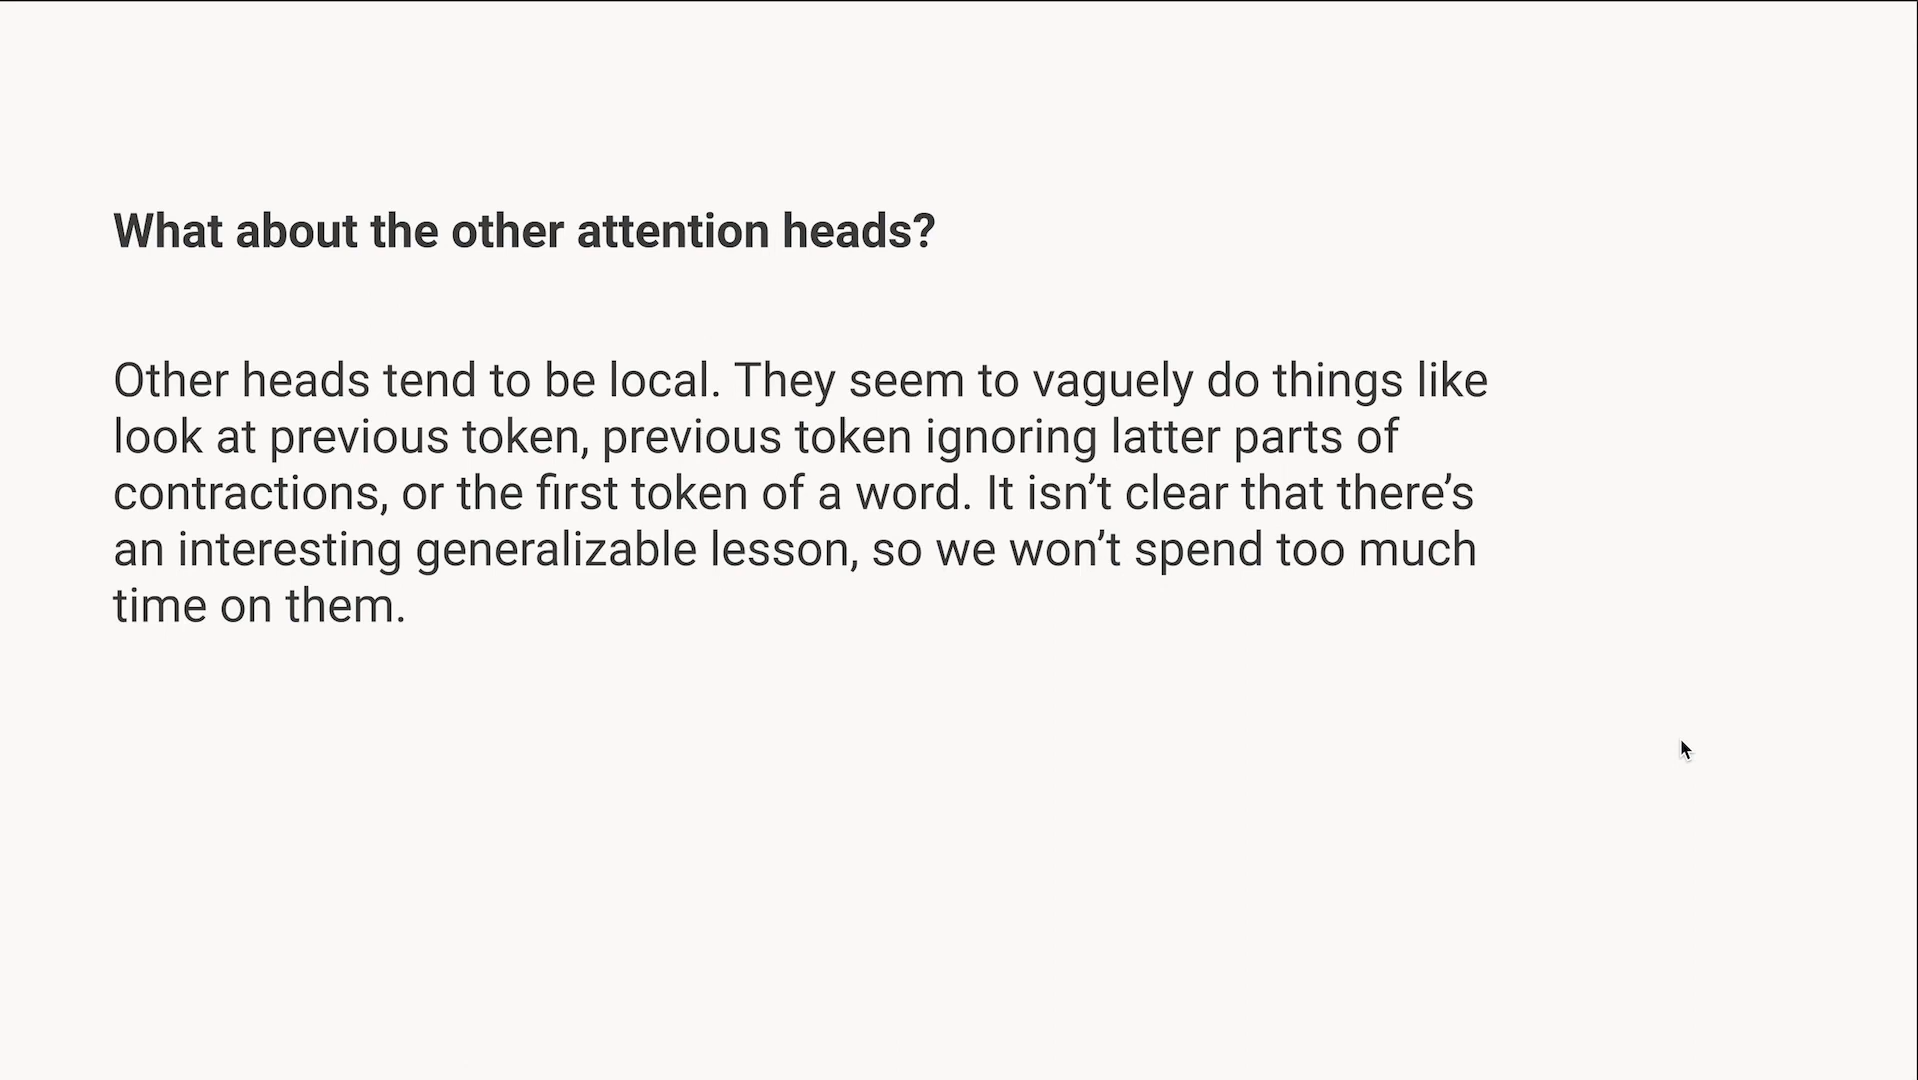 What about the other attention heads?
Other heads tend to be local. They seem to vaguely do things like
look at previous token, previous token ignoring latter parts of
contractions, or the first token of a word. It isn’t clear that there’s
an interesting generalizable lesson, so we won’t spend too much
time on them.